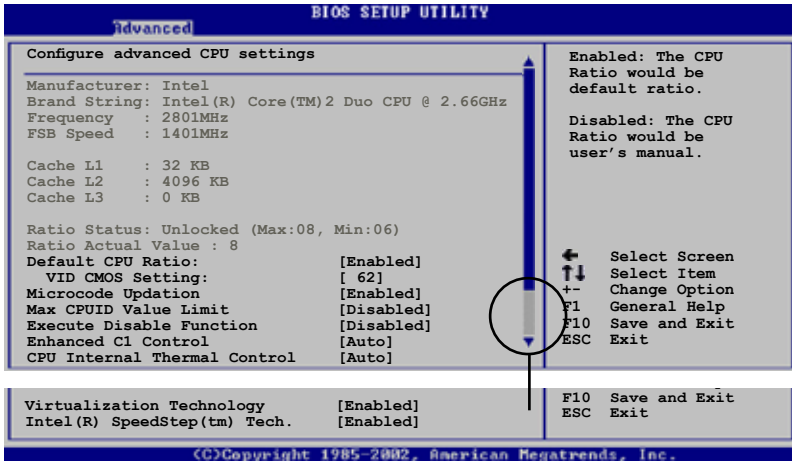 BIOS SETUP UTILITY
Advanced
Configure advanced CPU settings
Manufacturer: Intel
Brand String: Intel(R) Core(TM)2 Duo CPU @ 2.66GHz
Frequency : 2801MHz
FSB Speed : 1401MHz
Cache L1 : 32 KB
Cache L2 : 4096 KB
Cache L3 : 0 KB
Ratio Status: Unlocked (Max:08, Min:06)
Ratio Actual Value : 8
Default CPU Ratio: [Enabled]
VID CMOS Setting: [ 62]
Microcode Updation [Enabled]
Max CPUID Value Limit [Disabled]
Execute Disable Function [Disabled]
Enhanced C1 Control [Auto]
CPU Internal Thermal Control [Auto]
Enabled: The CPU
Ratio would be
default ratio.
Disabled: The CPU
Ratio would be
user's manual.
Select Screen
Select Item
+- Change Option
F1 General Help
F10 Save and Exit
ESC Exit
Virtualization Technology [Enabled]
Intel(R) SpeedStep(tm) Tech. [Enabled]
F10 Save and Exit
ESC Exit
(C)Copyright 1985-2002, American Megatrends, Inc.